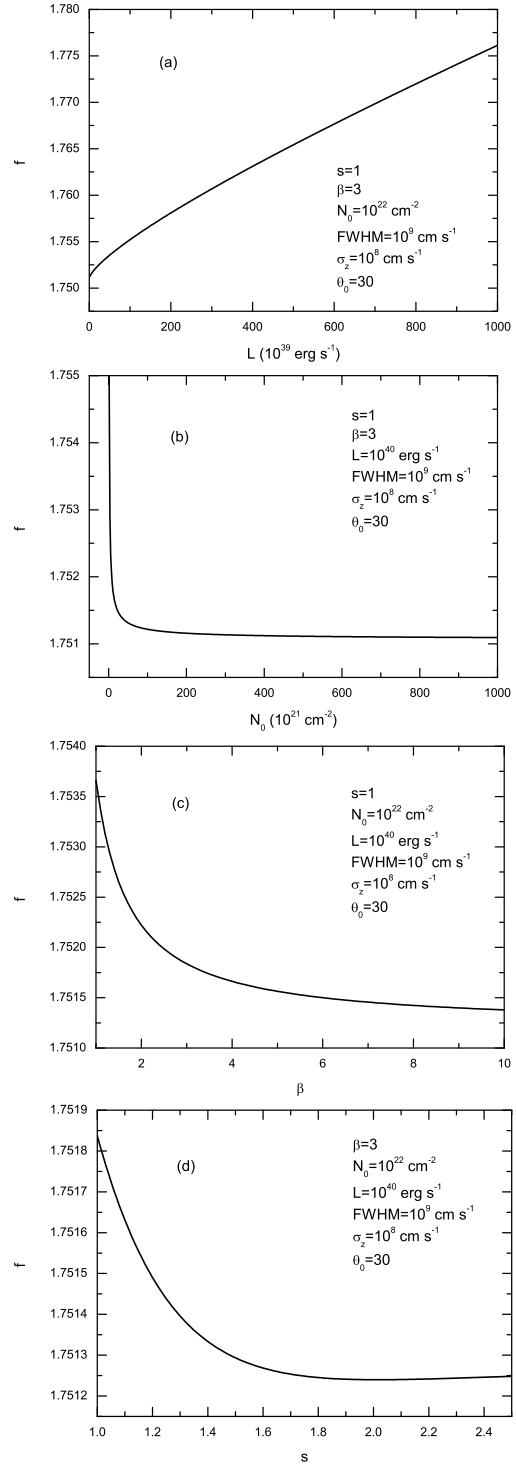 1.780
1.775
1.770
1.765
1.760
1.755
1.750
f
(a)
s=1
β=3
N₀=10²² cm⁻²
FWHM=10⁹ cm s⁻¹
σ_z=10⁸ cm s⁻¹
θ₀=30
0 200 400 600 800 1000
L (10³⁹ erg s⁻¹)
1.755
1.754
1.753
1.752
1.751
f
(b)
s=1
β=3
L=10⁴⁰ erg s⁻¹
FWHM=10⁹ cm s⁻¹
σ_z=10⁸ cm s⁻¹
θ₀=30
0 200 400 600 800 1000
N₀ (10²¹ cm⁻²)
1.7540
1.7535
1.7530
1.7525
1.7520
1.7515
1.7510
f
(c)
s=1
N₀=10²² cm⁻²
L=10⁴⁰ erg s⁻¹
FWHM=10⁹ cm s⁻¹
σ_z=10⁸ cm s⁻¹
θ₀=30
2 4 6 8 10
β
1.7519
1.7518
1.7517
1.7516
1.7515
1.7514
1.7513
1.7512
f
(d)
β=3
N₀=10²² cm⁻²
L=10⁴⁰ erg s⁻¹
FWHM=10⁹ cm s⁻¹
σ_z=10⁸ cm s⁻¹
θ₀=30
1.0 1.2 1.4 1.6 1.8 2.0 2.2 2.4
s